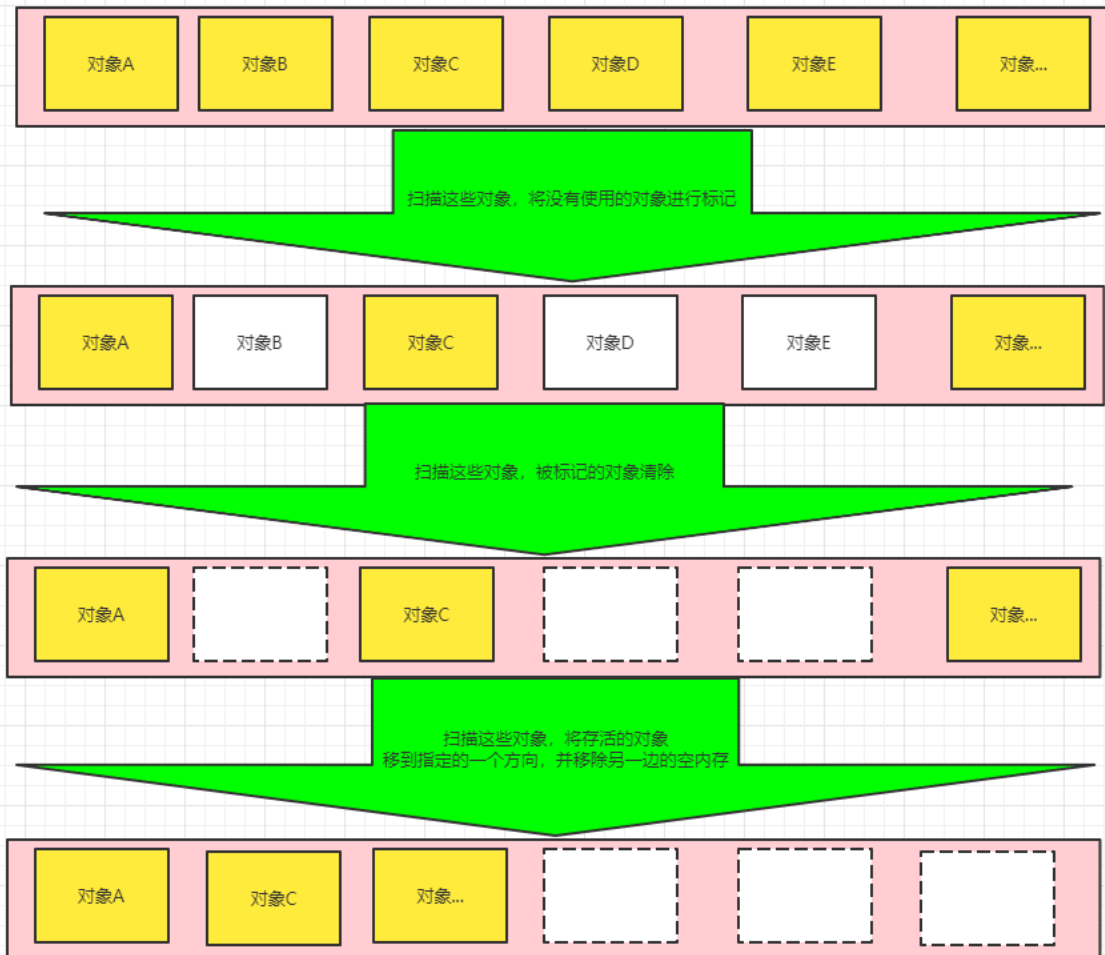 对象A
对象B
对象C
对象D
对象E
对象...
扫描这些对象，将没有使用的对象进行标记
对象A
对象B
对象C
对象D
对象E
对象...
扫描这些对象，被标记的对象清除
对象A
对象C
对象...
扫描这些对象，将存活的对象
移到指定的一个方向，并移除另一边的空内存
对象A
对象C
对象...